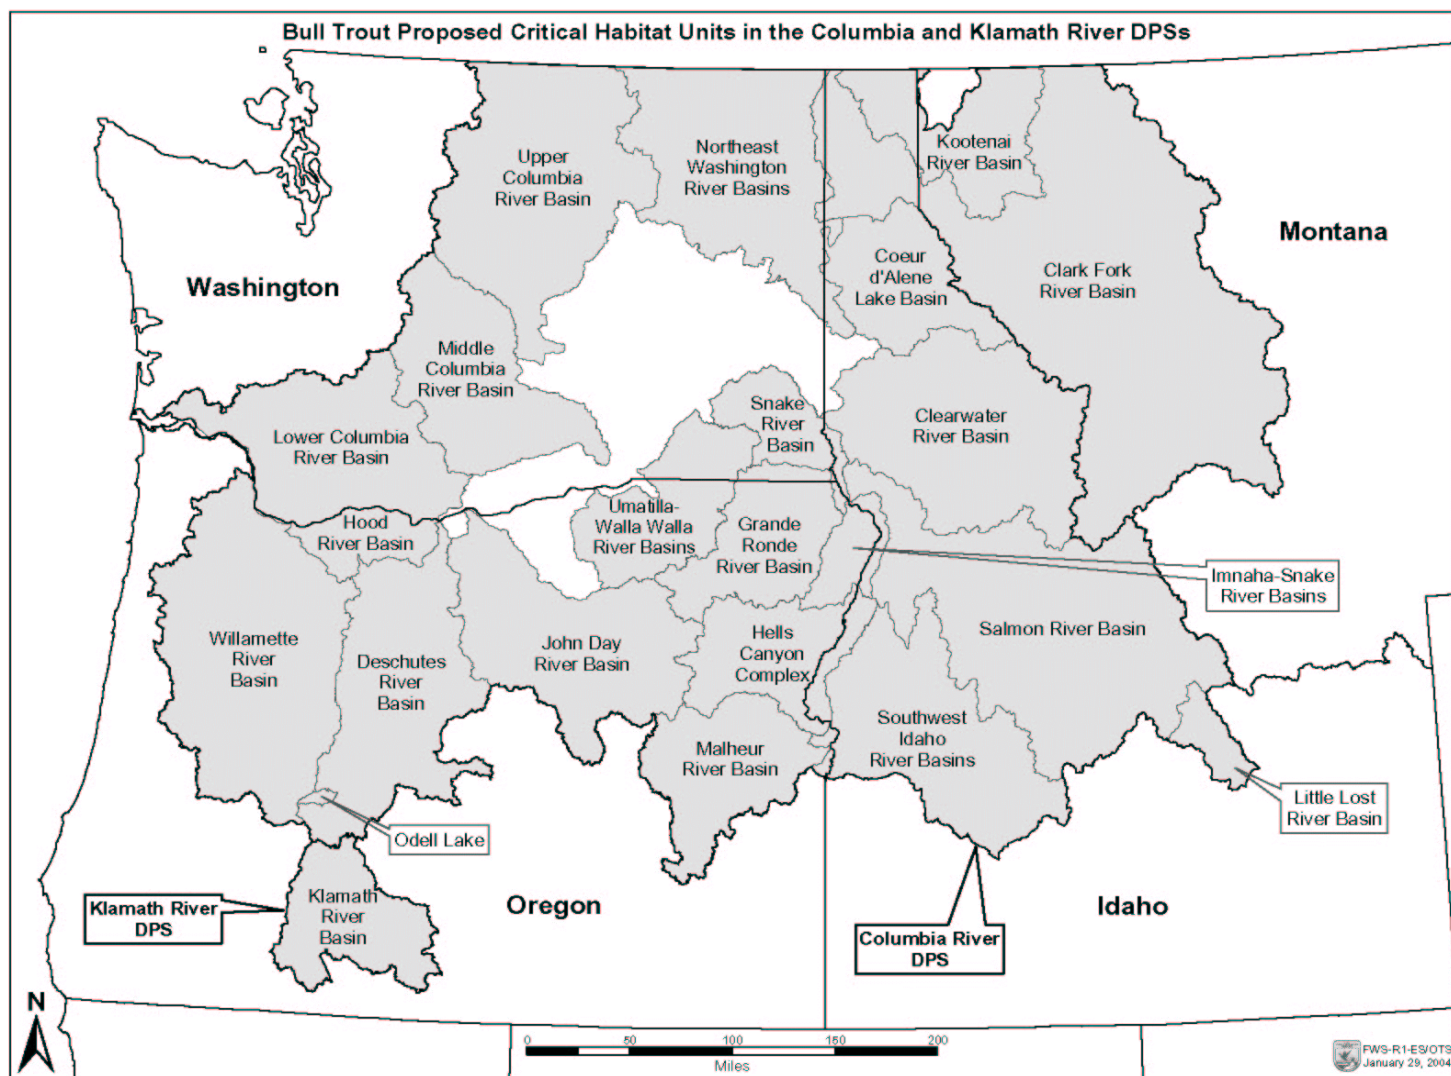 Bull Trout Proposed Critical Habitat Units in the Columbia and Klamath River DPSs
Upper
Columbia
River Basin
Northeast
Washington
River Basins
Kootenai
River Basin
Montana
Washington
Coeur
d'Alene
Lake Basin
Clark Fork
River Basin
Middle
Columbia
River Basin
Snake
River
Basin
Clearwater
River Basin
Lower Columbia
River Basin
Hood
River Basin
Umatilla-
Walla Walla
River Basins
Grande
Ronde
River Basin
Imnaha-Snake
River Basins
Willamette
River
Basin
Deschutes
River
Basin
John Day
River Basin
Hells
Canyon
Complex
Salmon River Basin
Southwest
Idaho
River Basins
Malheur
River Basin
Little Lost
River Basin
Odell Lake
Klamath River
DPS
Klamath
River
Basin
Oregon
Idaho
Columbia River
DPS
N
0 50 100 150 200
Miles
FWS-R1-ES/OTS
January 29, 2004